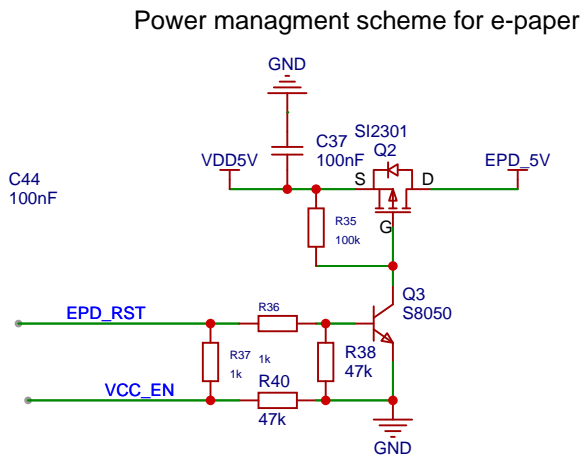 Power managment scheme for e-paper
GND
C37
100nF
SI2301
Q2
VDD5V
EPD_5V
C44
100nF
S
D
G
R35
100k
Q3
S8050
EPD_RST
R36
1k
R37
1k
R38
47k
VCC_EN
R40
47k
GND